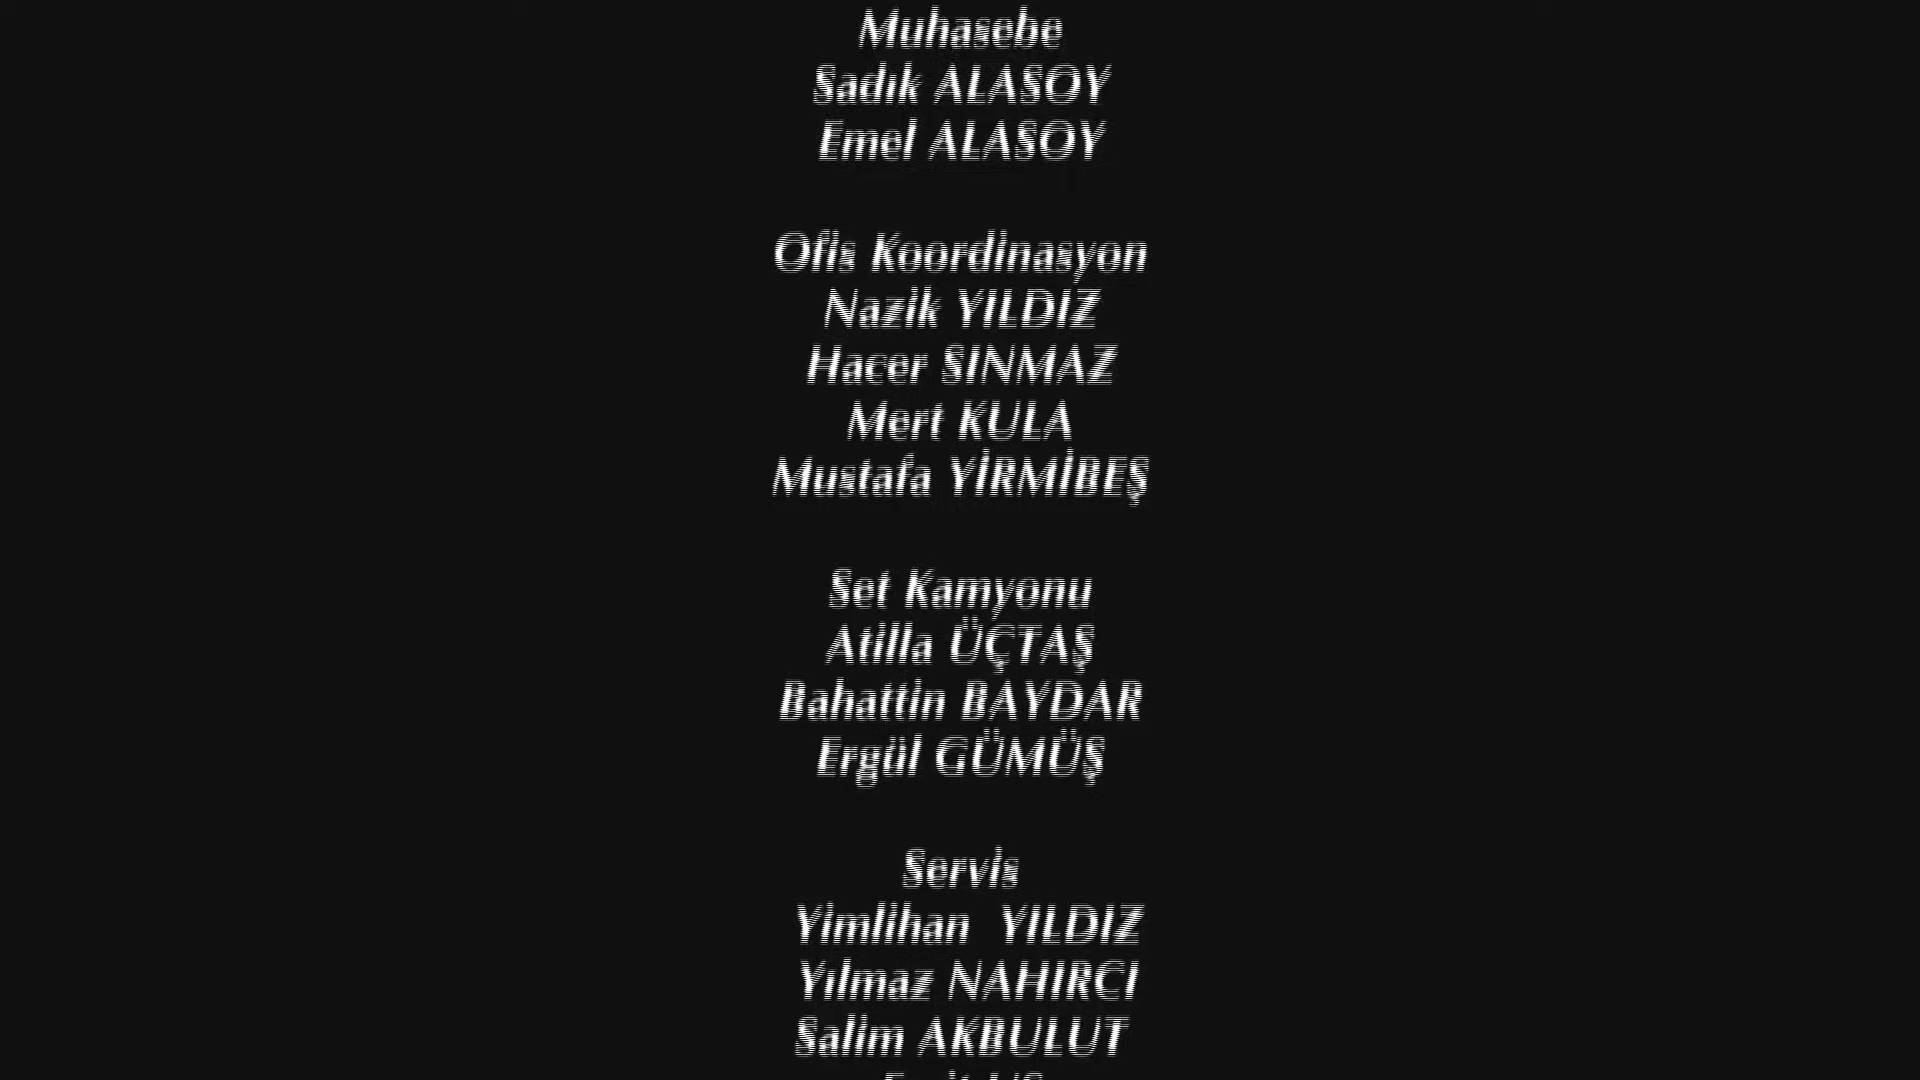 Muhasebe
Sadık ALASOY
Emel ALASOY
Ofis Koordinasyon
Nazik YILDIZ
Hacer SINMAZ
Mert KULA
Mustafa YİRMİBEŞ
Set Kamyonu
Atilla ÜÇTAŞ
Bahattin BAYDAR
Ergül GÜMÜŞ
Servis
Yimlihan YILDIZ
Yılmaz NAHIRCI
Salim AKBULUT